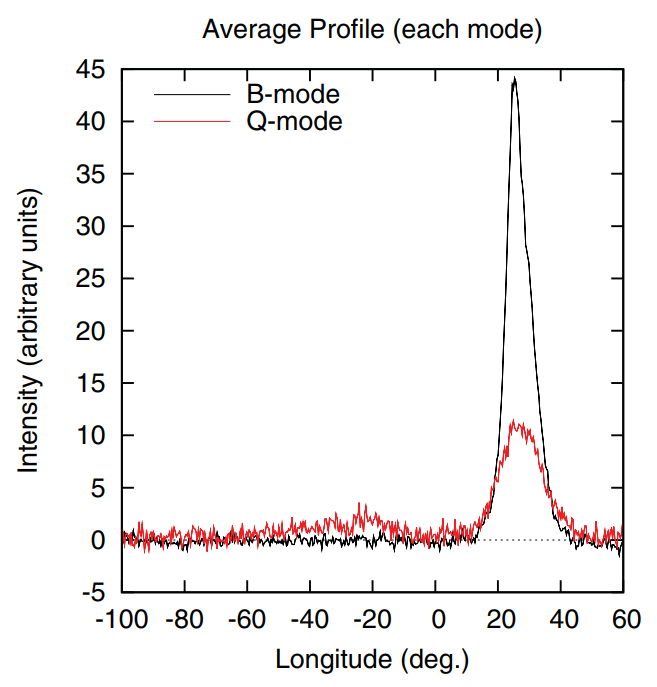 Average Profile (each mode)
B-mode
Q-mode
45
40
35
30
25
20
15
10
5
0
-5
Intensity (arbitrary units)
-100 -80 -60 -40 -20 0 20 40 60
Longitude (deg.)